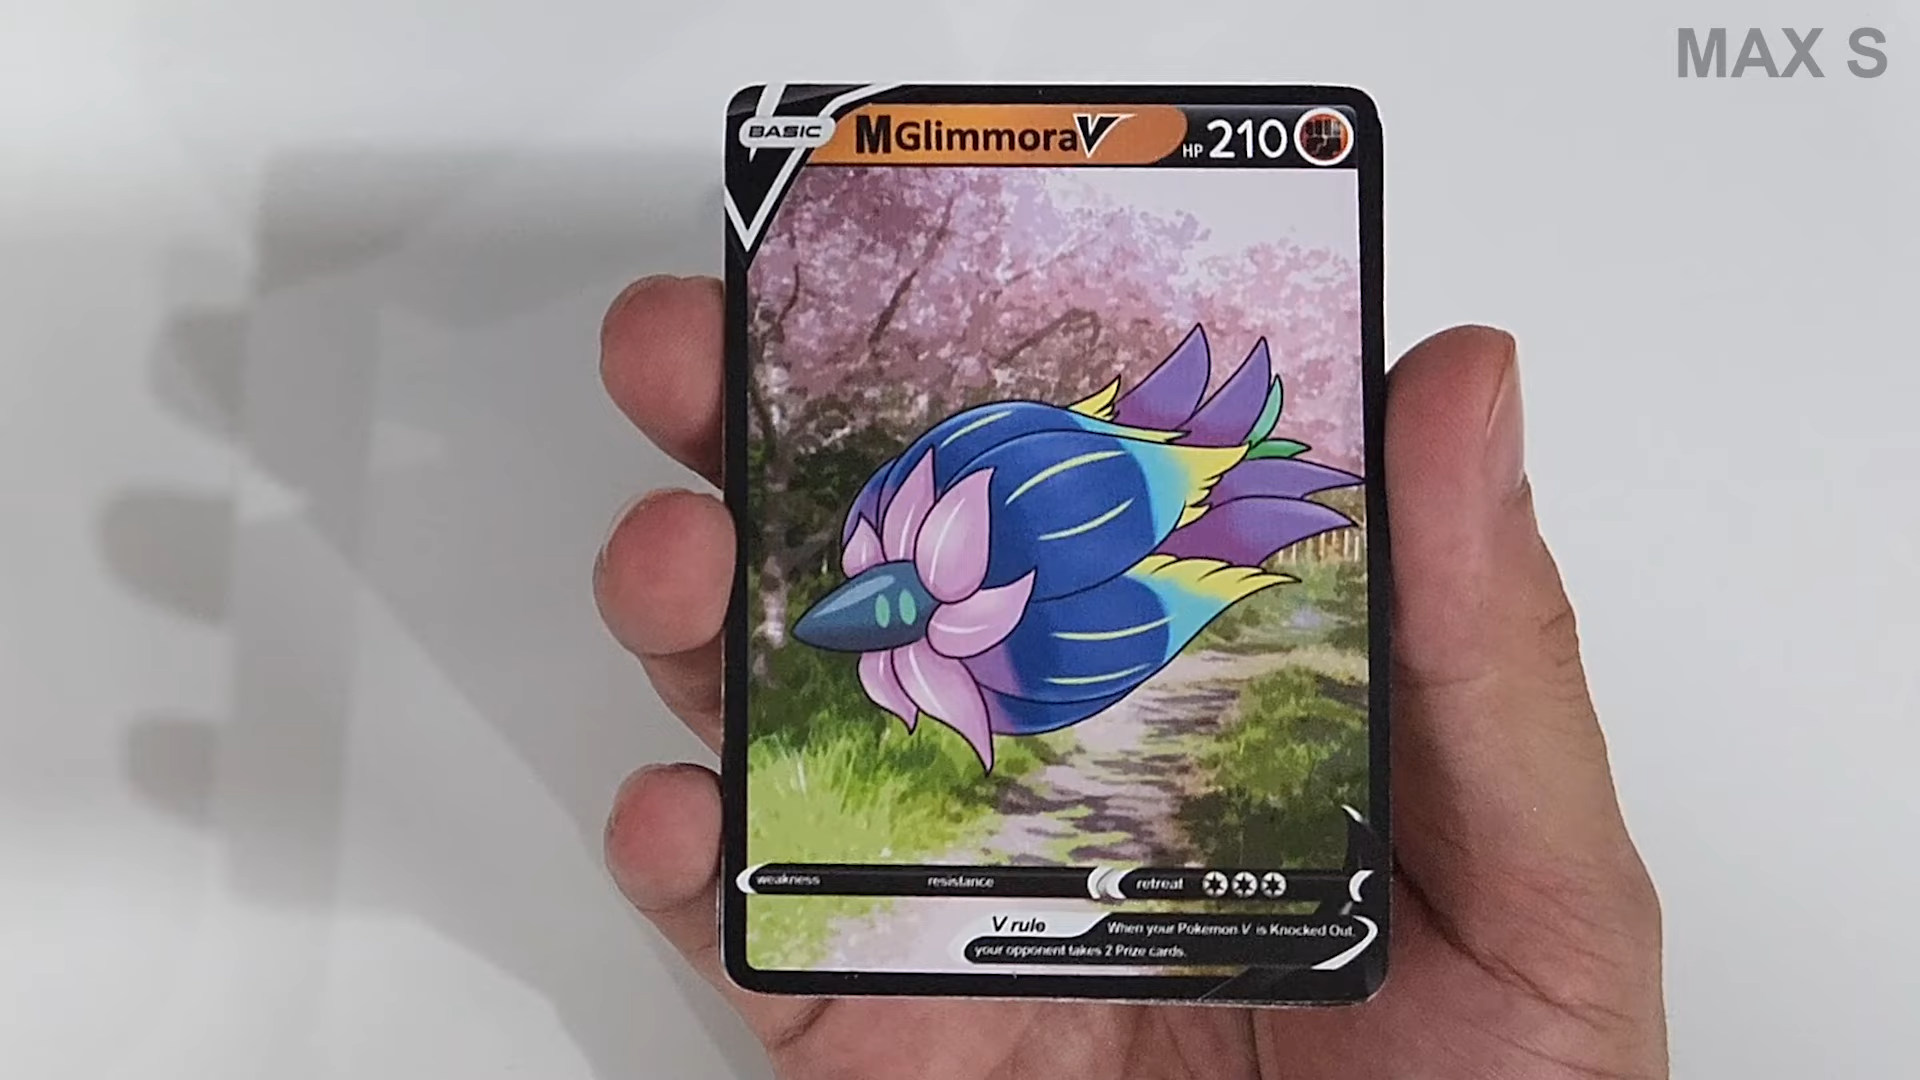 MAX S
BASIC
MGlimmoraV
HP 210
weakness resistance retreat
V rule When your Pokemon V is Knocked Out,
your opponent takes 2 Prize cards.